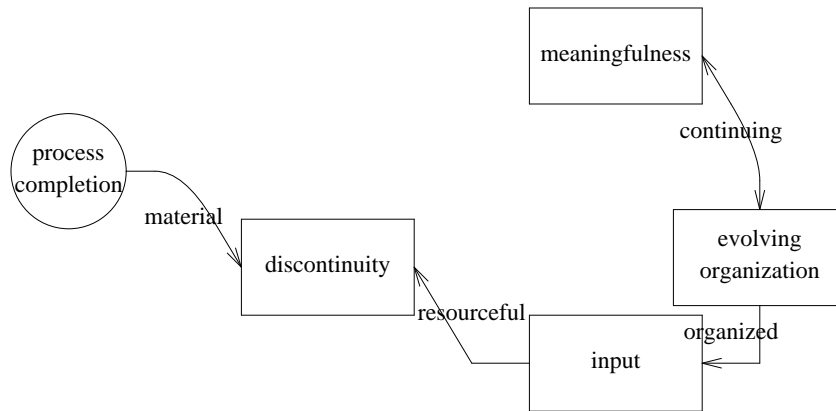 meaningfulness
continuing
process
completion
material
discontinuity
evolving
organization
resourceful
organized
input